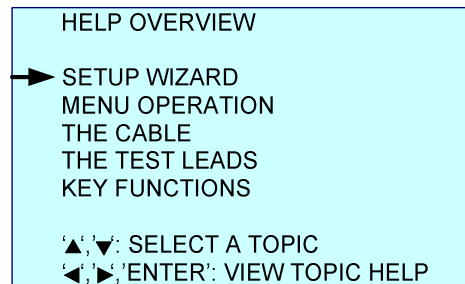 HELP OVERVIEW
SETUP WIZARD
MENU OPERATION
THE CABLE
THE TEST LEADS
KEY FUNCTIONS
‘▲‘,’▼‘: SELECT A TOPIC
‘◄‘,’►‘,’ENTER’: VIEW TOPIC HELP